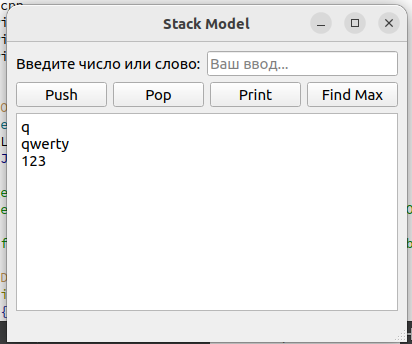 Stack Model
Введите число или слово: Ваш ввод...
Push Pop Print Find Max
q
qwerty
123